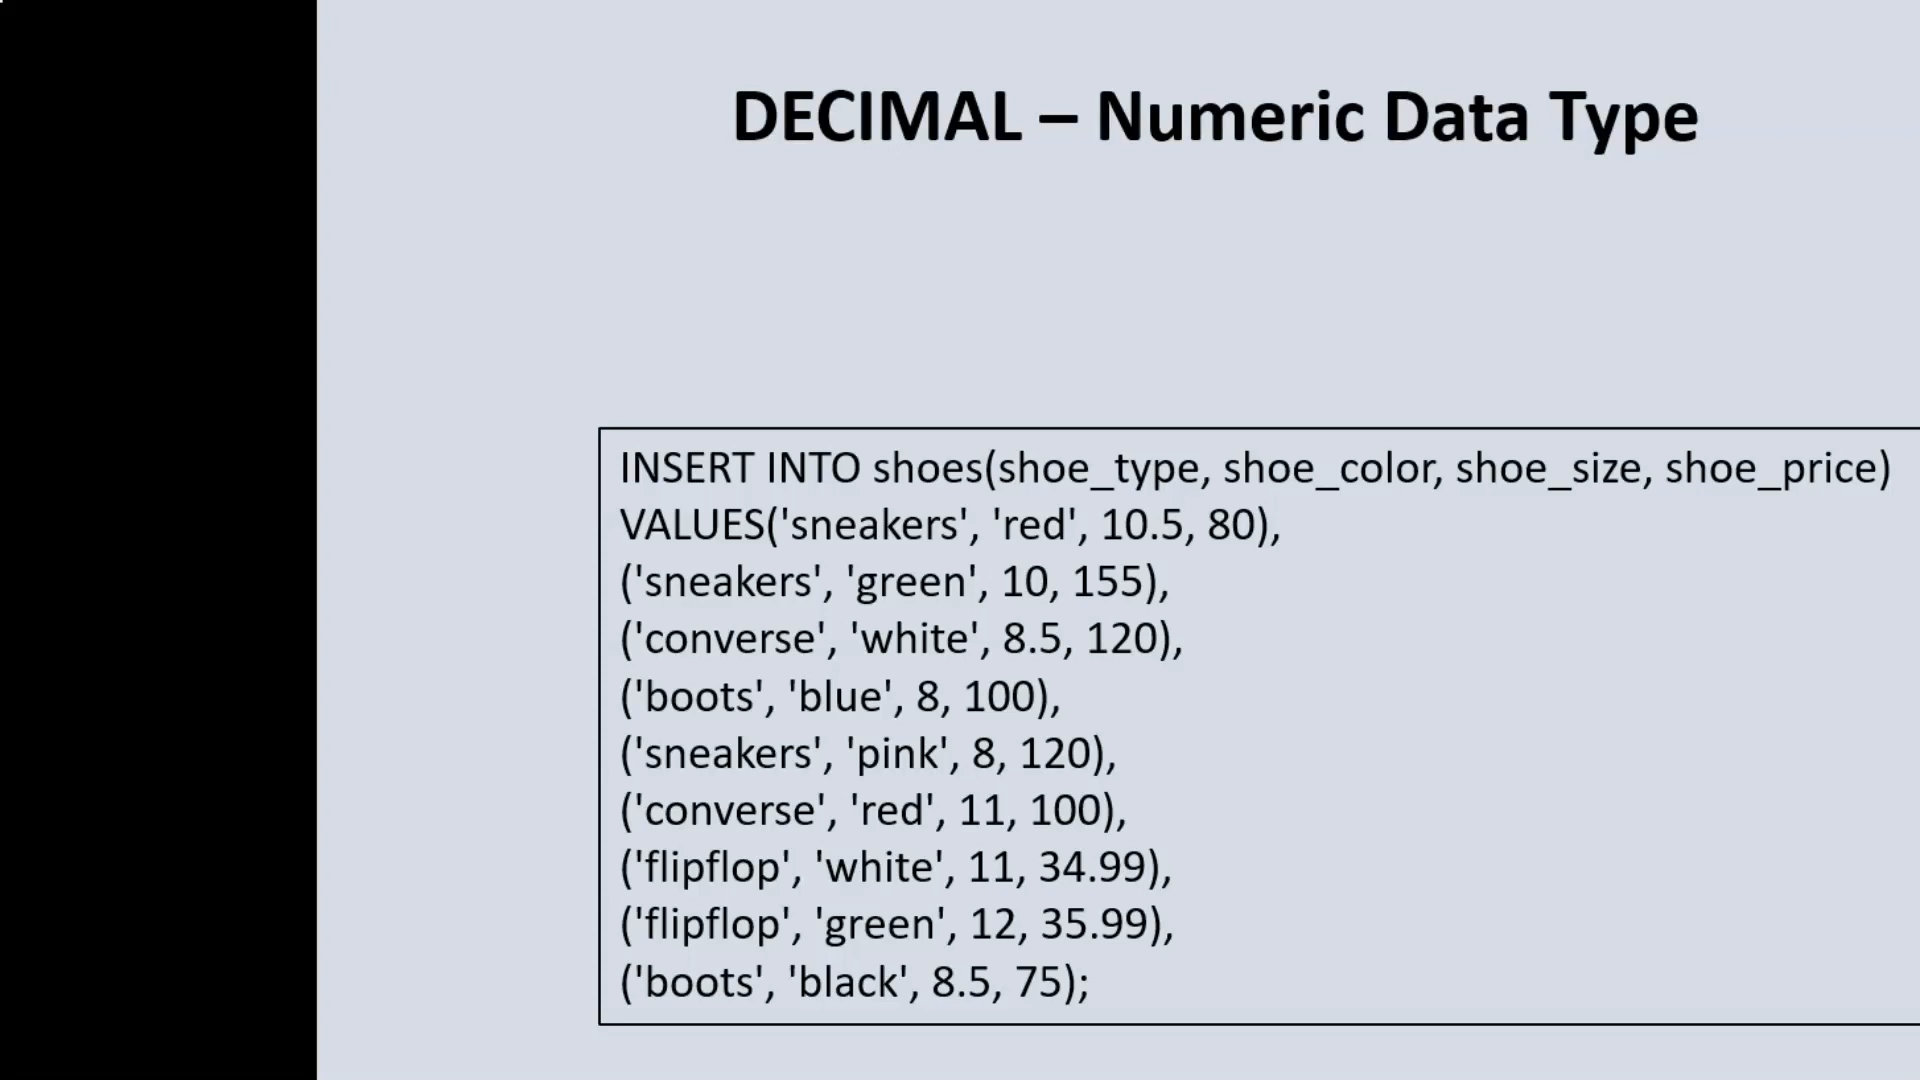 DECIMAL – Numeric Data Type
INSERT INTO shoes(shoe_type, shoe_color, shoe_size, shoe_price)
VALUES('sneakers', 'red', 10.5, 80),
('sneakers', 'green', 10, 155),
('converse', 'white', 8.5, 120),
('boots', 'blue', 8, 100),
('sneakers', 'pink', 8, 120),
('converse', 'red', 11, 100),
('flipflop', 'white', 11, 34.99),
('flipflop', 'green', 12, 35.99),
('boots', 'black', 8.5, 75);